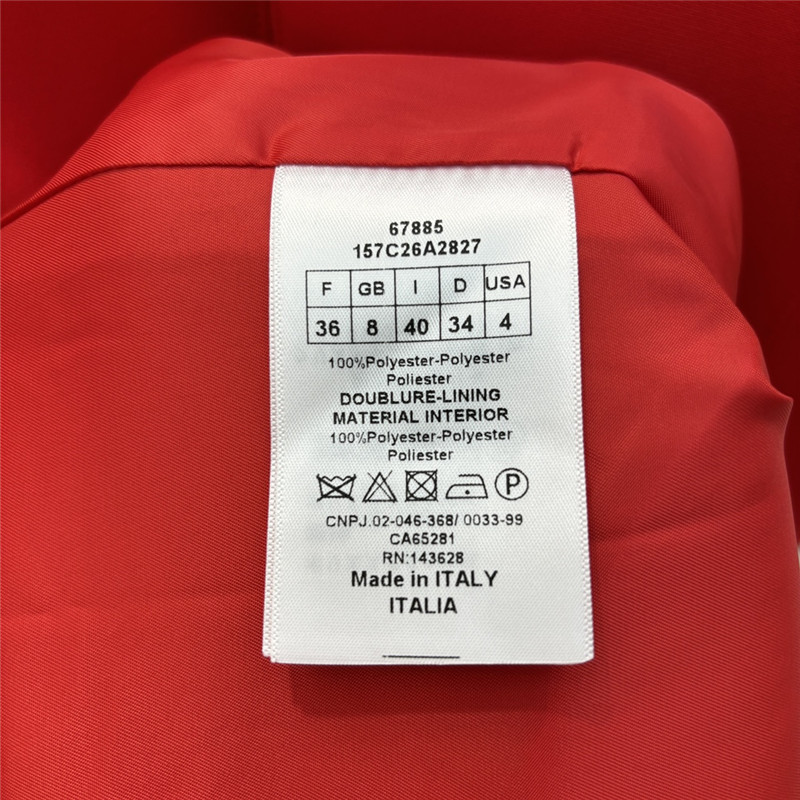 67885
157C26A2827
F GB I D USA
36 8 40 34 4
100%Polyester-Polyester
Poliester
DOUBLURE-LINING
MATERIAL INTERIOR
100%Polyester-Polyester
Poliester
P
CNPJ.02-046-368/ 0033-99
CA65281
RN:143628
Made in ITALY
ITALIA